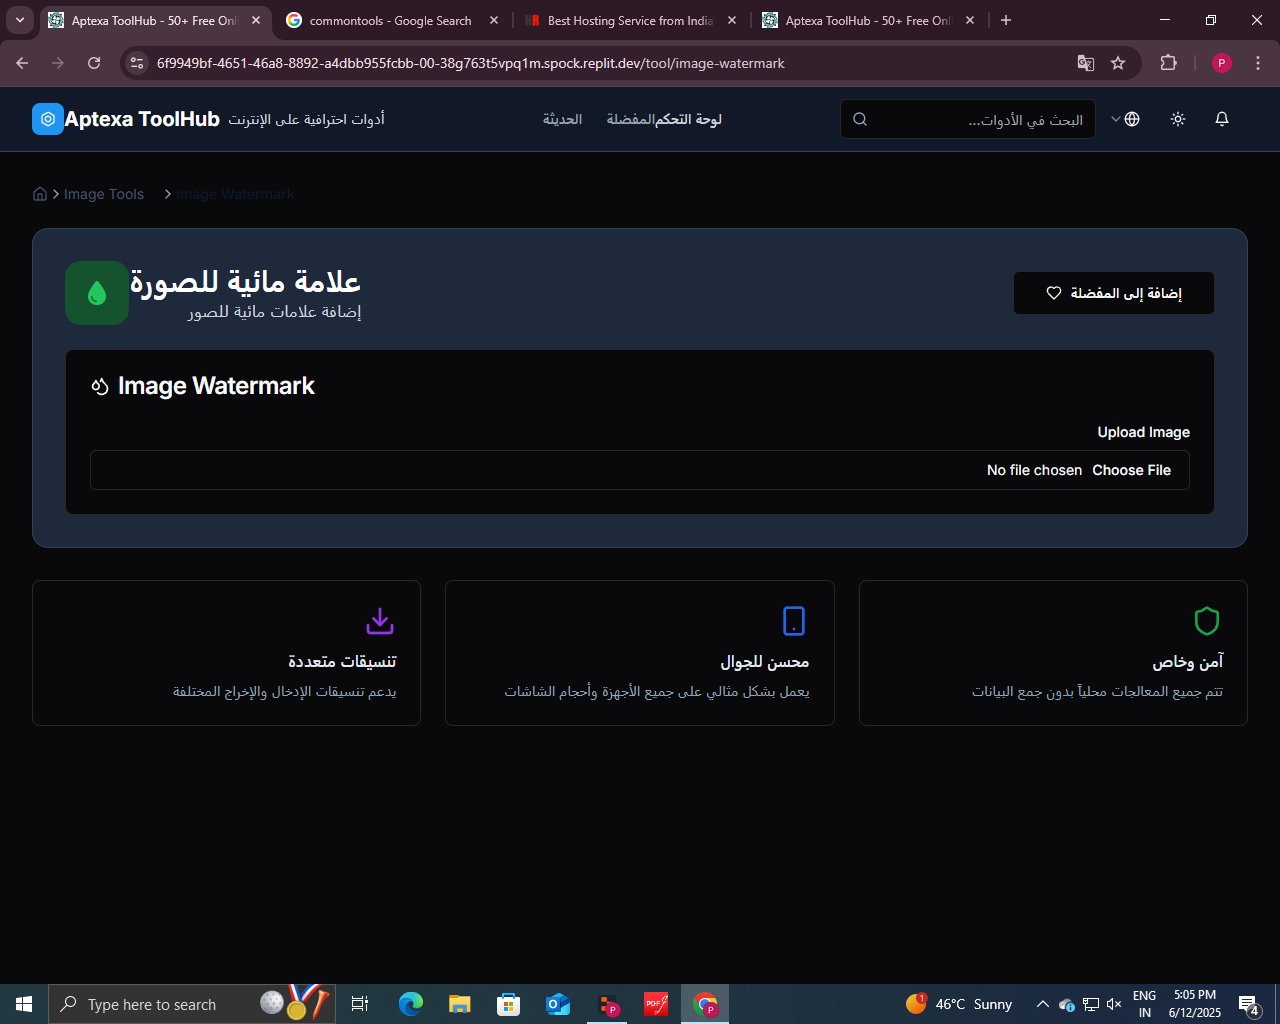 Aptexa ToolHub - 50+ Free Onl
commontools - Google Search
Best Hosting Service from India
Aptexa ToolHub - 50+ Free Onl
6f9949bf-4651-46a8-8892-a4dbb955fcbb-00-38g763t5vpq1m.spock.replit.dev/tool/image-watermark
P
Aptexa ToolHub
أدوات احترافية على الإنترنت
لوحة التحكم
المفضلة
الحديثة
البحث في الأدوات...
Image Tools
Image Watermark
علامة مائية للصورة
إضافة علامات مائية للصور
إضافة إلى المفضلة
Image Watermark
Upload Image
Choose File No file chosen
آمن وخاص
تتم جميع المعالجات محلياً بدون جمع البيانات
محسن للجوال
يعمل بشكل مثالي على جميع الأجهزة وأحجام الشاشات
تنسيقات متعددة
يدعم تنسيقات الإدخال والإخراج المختلفة
Type here to search
P
PDF
P
1
46°C Sunny
ENG
IN
5:05 PM
6/12/2025
4